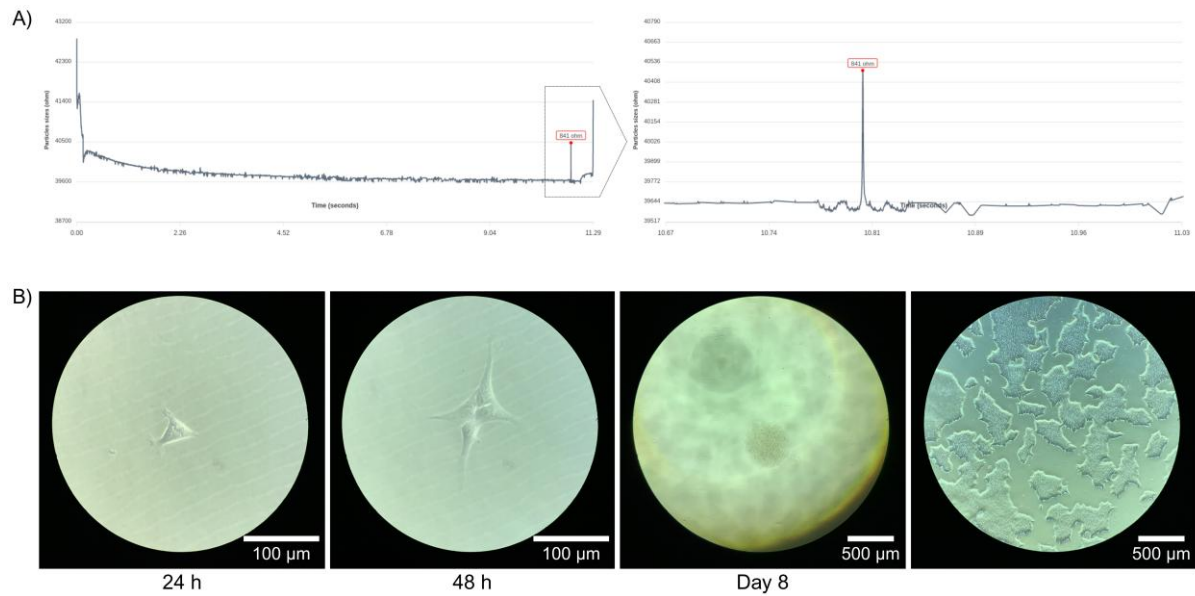 A)
43200
42300
41400
40500
39600
38700
Particles sizes (ohm)
841 ohm
Time (seconds)
0.00 2.26 4.52 6.78 9.04 11.29
40790
40663
40536
40408
40281
40154
40026
39899
39772
39644
39517
Particles sizes (ohm)
841 ohm
Time (seconds)
10.67 10.74 10.81 10.89 10.96 11.03
B)
100 µm
100 µm
500 µm
500 µm
24 h
48 h
Day 8